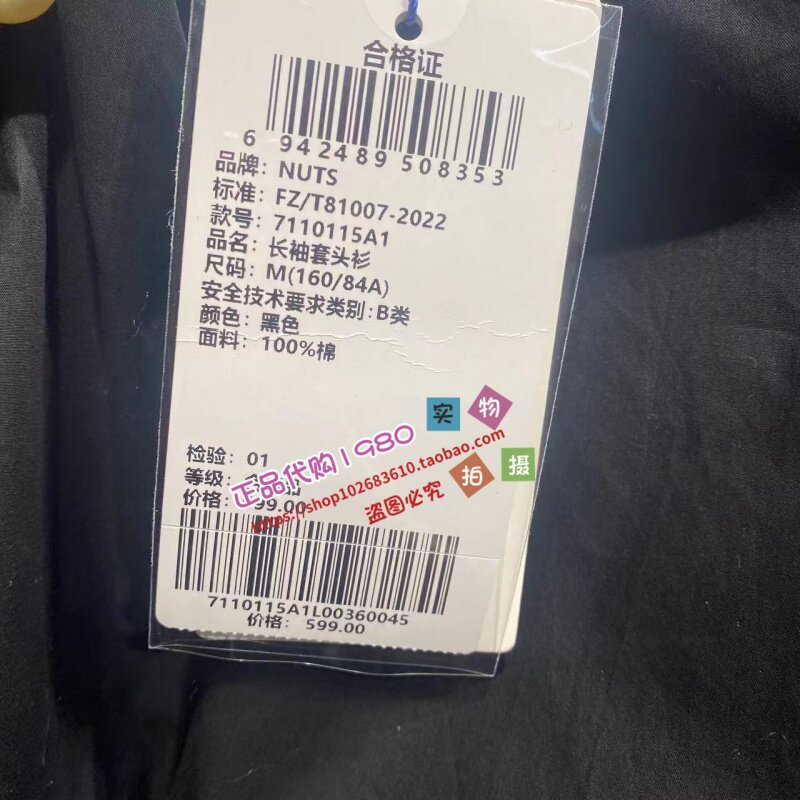 合格证
6 942489 508353
品牌: NUTS
标准: FZ/T81007-2022
款号: 7110115A1
品名: 长袖套头衫
尺码: M(160/84A)
安全技术要求类别:B类
颜色: 黑色
面料: 100%棉
实物
拍摄
检验: 01
等级:
价格: 99.00
正品代购1980
https://shop102683610.taobao.com
盗图必究
7110115A1L00360045
价格: 599.00